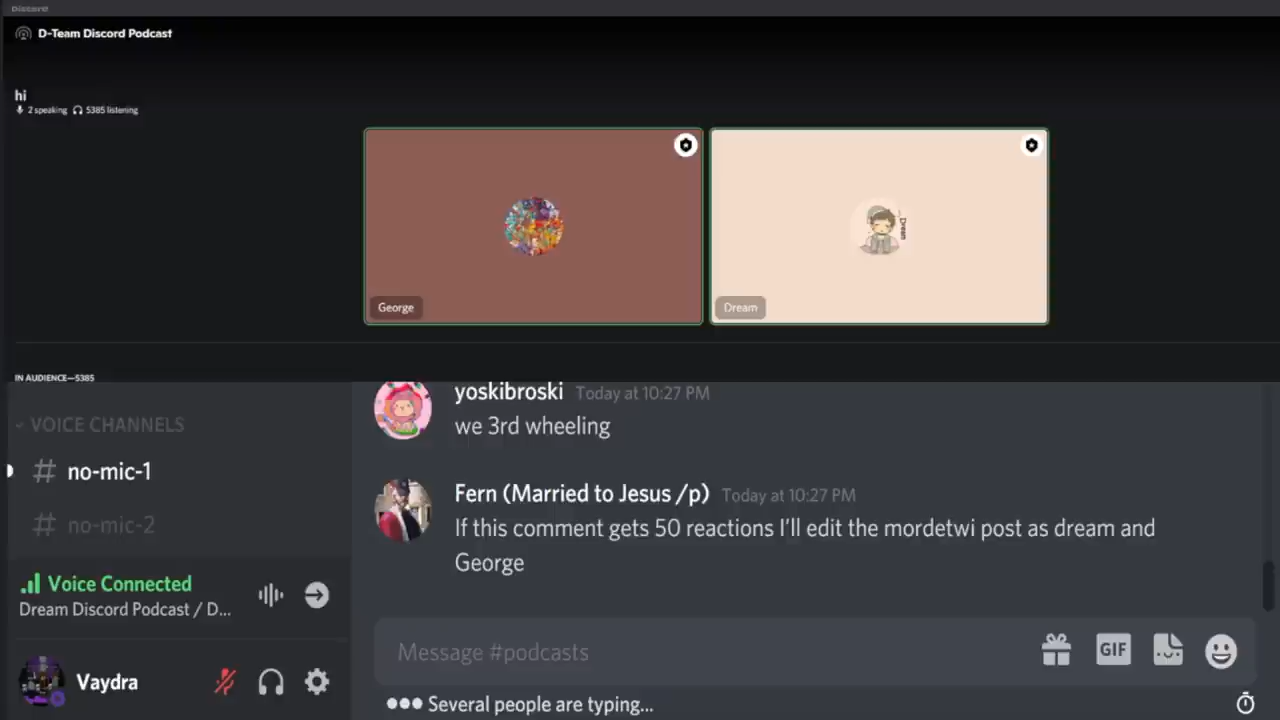 Discord
D-Team Discord Podcast
hi
2 speaking 5385 listening
George
Dream
Drean
IN AUDIENCE—5385
VOICE CHANNELS
# no-mic-1
# no-mic-2
Voice Connected
Dream Discord Podcast / D...
Vaydra
yoskibroski Today at 10:27 PM
we 3rd wheeling
Fern (Married to Jesus /p) Today at 10:27 PM
If this comment gets 50 reactions I'll edit the mordetwi post as dream and
George
Message #podcasts
GIF
Several people are typing...